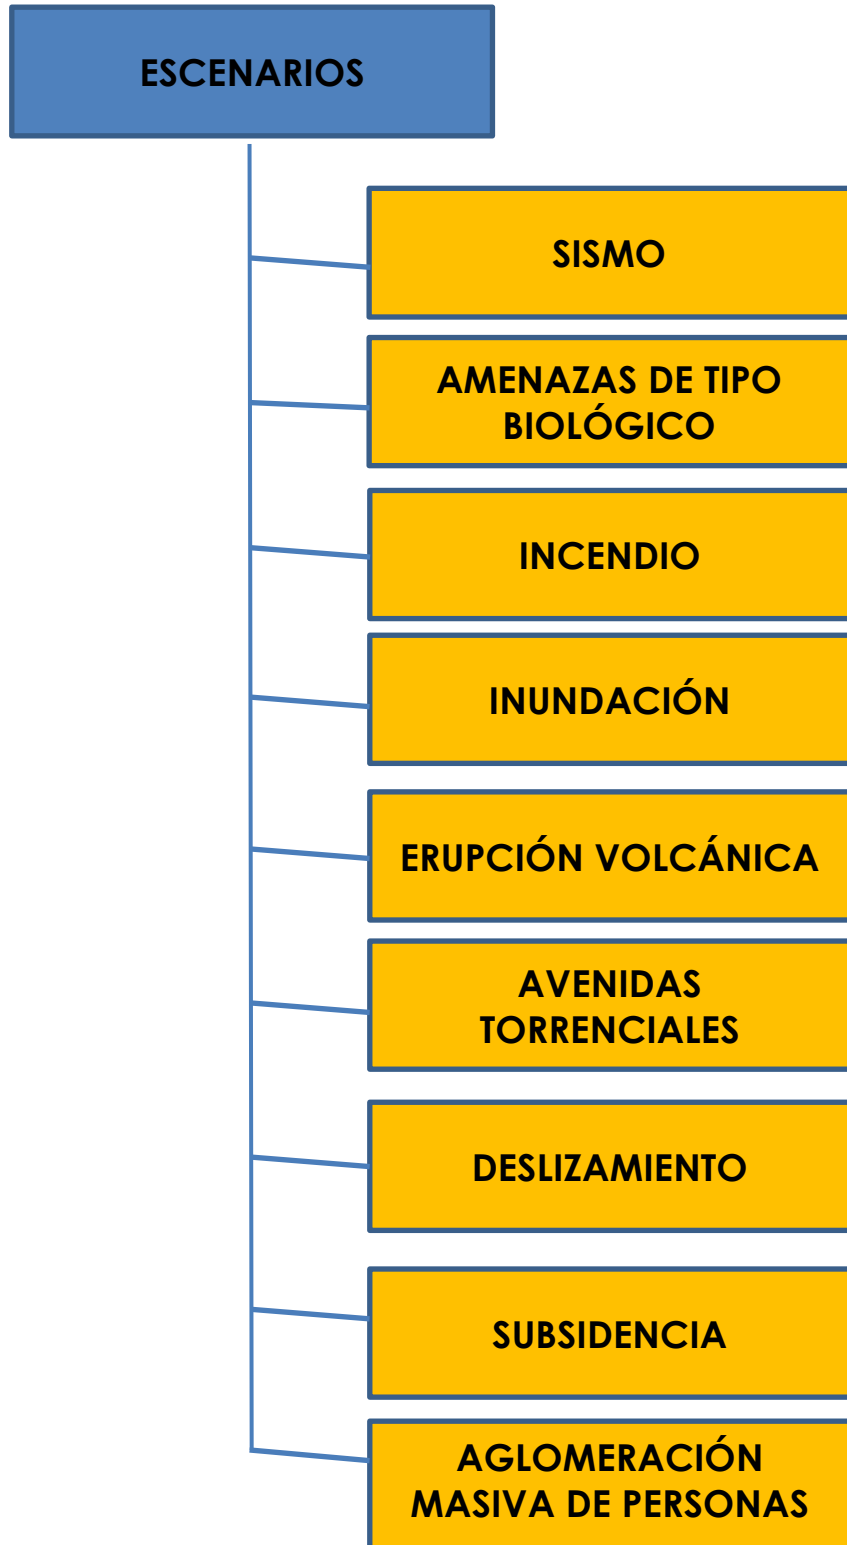 ESCENARIOS
SISMO
AMENAZAS DE TIPO
BIOLÓGICO
INCENDIO
INUNDACIÓN
ERUPCIÓN VOLCÁNICA
AVENIDAS
TORRENCIALES
DESLIZAMIENTO
SUBSIDENCIA
AGLOMERACIÓN
MASIVA DE PERSONAS